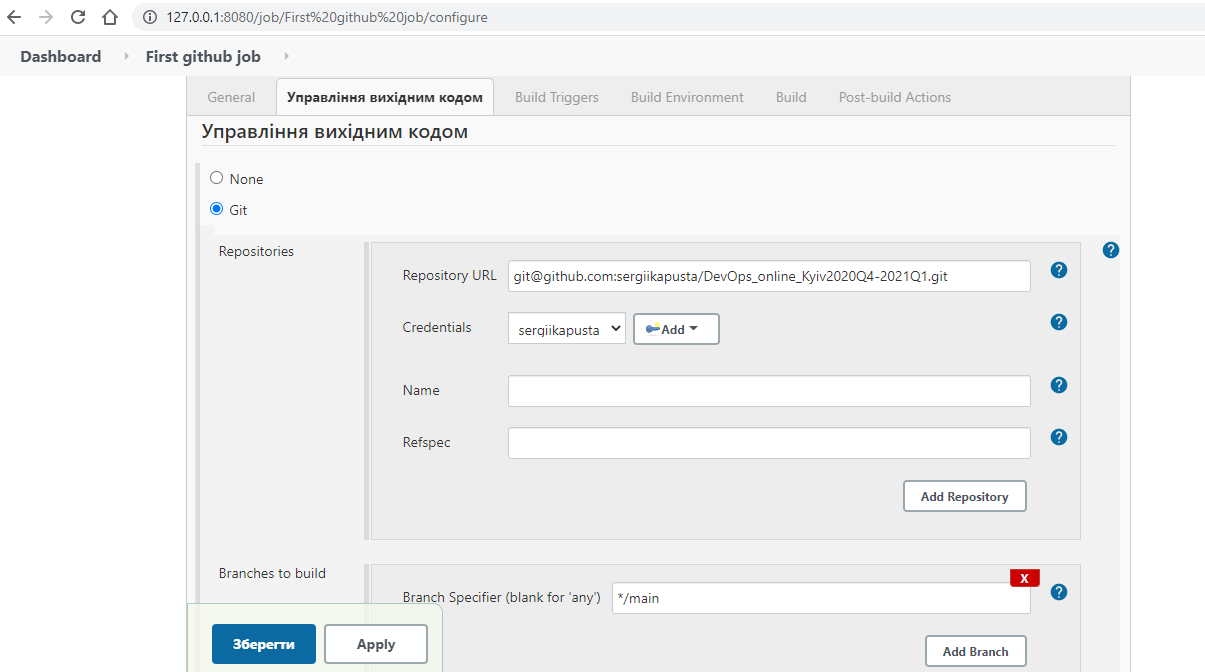 127.0.0.1:8080/job/First%20github%20job/configure
Dashboard First github job
General Управління вихідним кодом Build Triggers Build Environment Build Post-build Actions
Управління вихідним кодом
None
Git
Repositories
?
Repository URL git@github.com:sergiikapusta/DevOps_online_Kyiv2020Q4-2021Q1.git ?
Credentials sergiikapusta Add ?
Name ?
Refspec ?
Add Repository
Branches to build
X
Branch Specifier (blank for 'any') */main ?
Зберегти Apply Add Branch